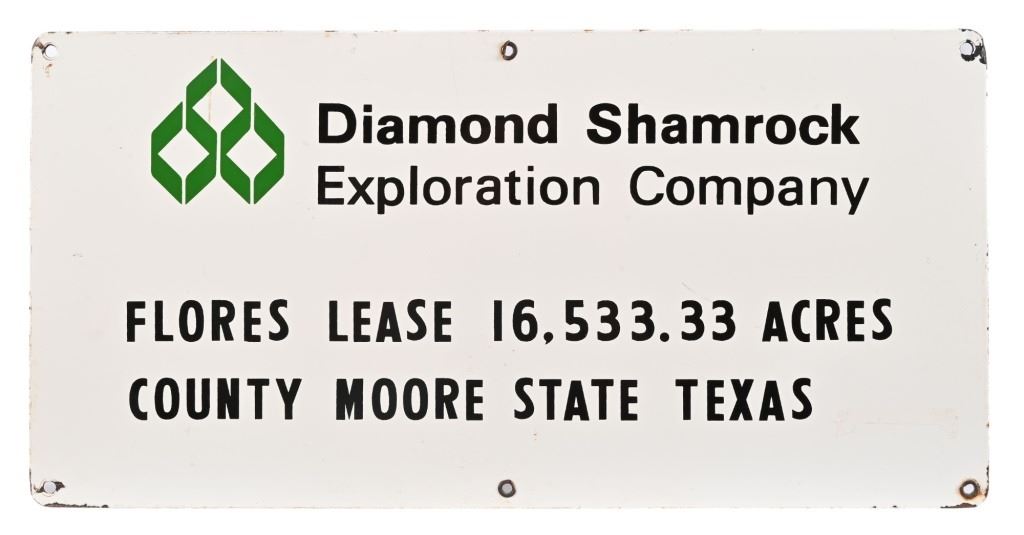 Diamond Shamrock
Exploration Company
FLORES LEASE 16,533.33 ACRES
COUNTY MOORE STATE TEXAS